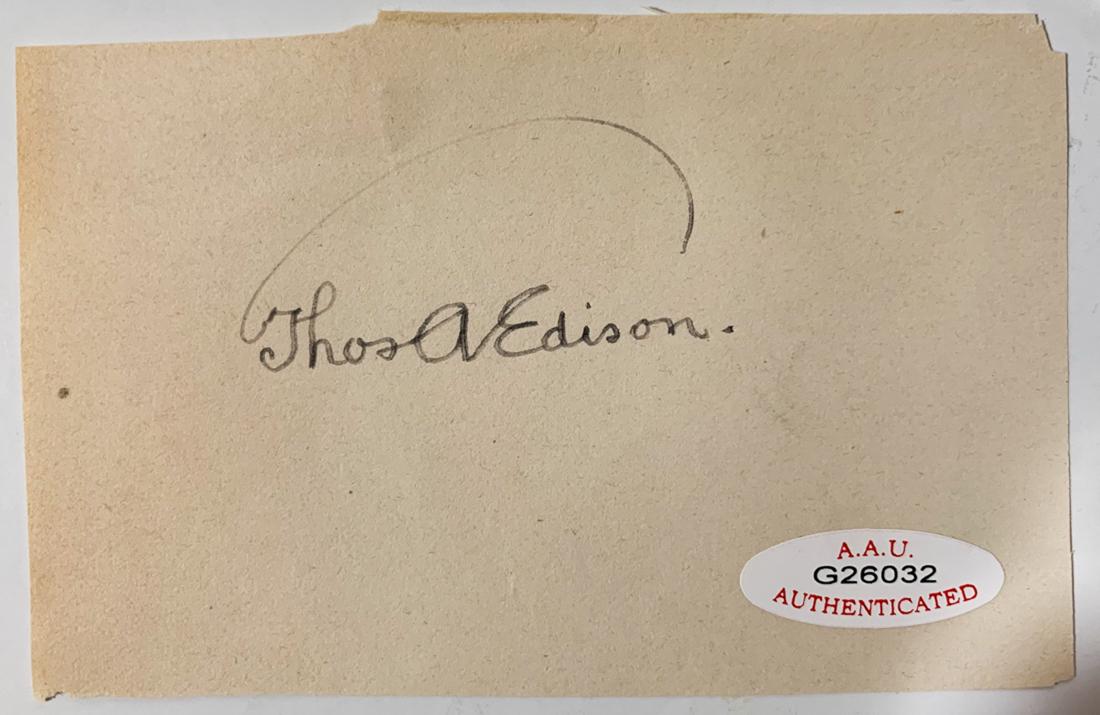 Thos A Edison.
A.A.U.
G26032
AUTHENTICATED